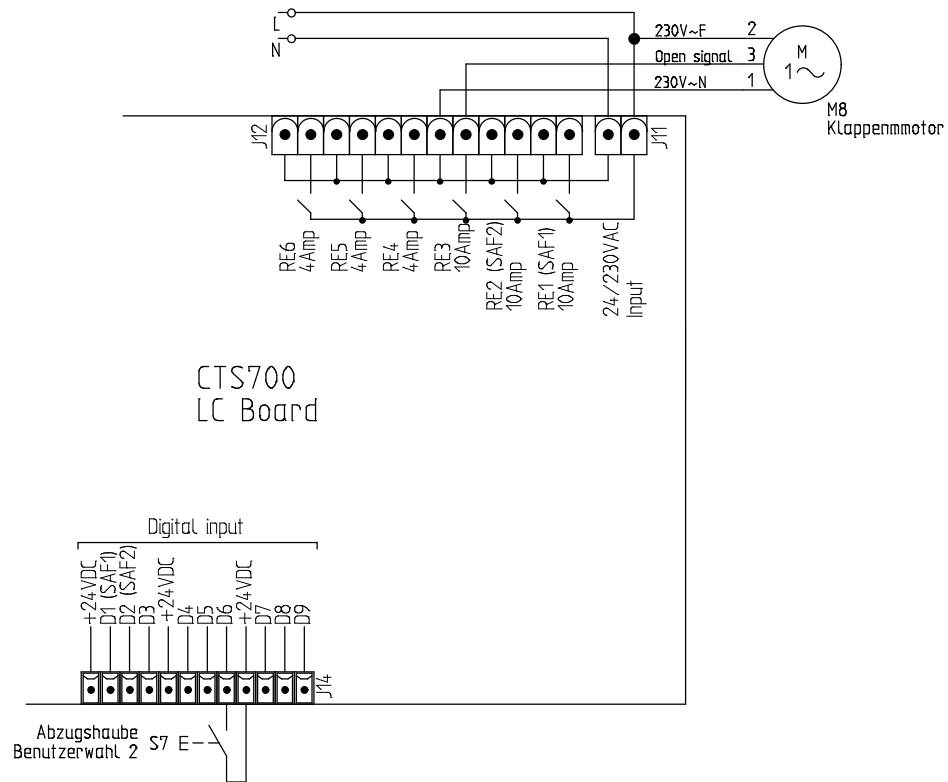 L
N
230V~F 2
Open signal 3
230V~N 1
M
1~
M8
Klappenmmotor
J12
J11
RE6
4Amp
RE5
4Amp
RE4
4Amp
RE3
10Amp
RE2 (SAF2)
10Amp
RE1 (SAF1)
10Amp
24/230VAC
Input
CTS700
LC Board
Digital input
+24VDC
D1 (SAF1)
D2 (SAF2)
D3
+24VDC
D4
D5
D6
+24VDC
D7
D8
D9
J14
Abzugshaube
Benutzerwahl 2
S7 E